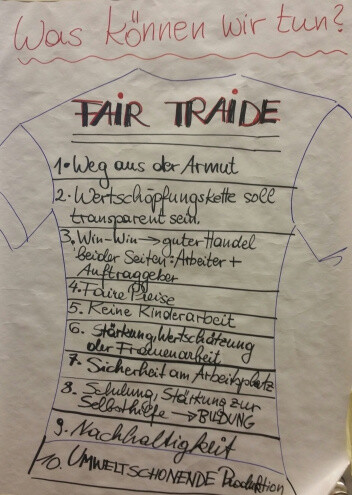 Was können wir tun?
FAIR TRAIDE
1. Weg aus der Armut
2. Wertschöpfungskette soll
transparent sein.
3. Win-Win → guter Handel
beider Seiten: Arbeiter +
Auftraggeber
4. Faire Preise
5. Keine Kinderarbeit
6. Stärkung, Wertschätzung
der Frauenarbeit
7. Sicherheit am Arbeitsplatz
8. Schulung, Stärkung zur
Selbsthilfe → BILDUNG
9. Nachhaltigkeit
10. UMWELTSCHONENDE Produktion